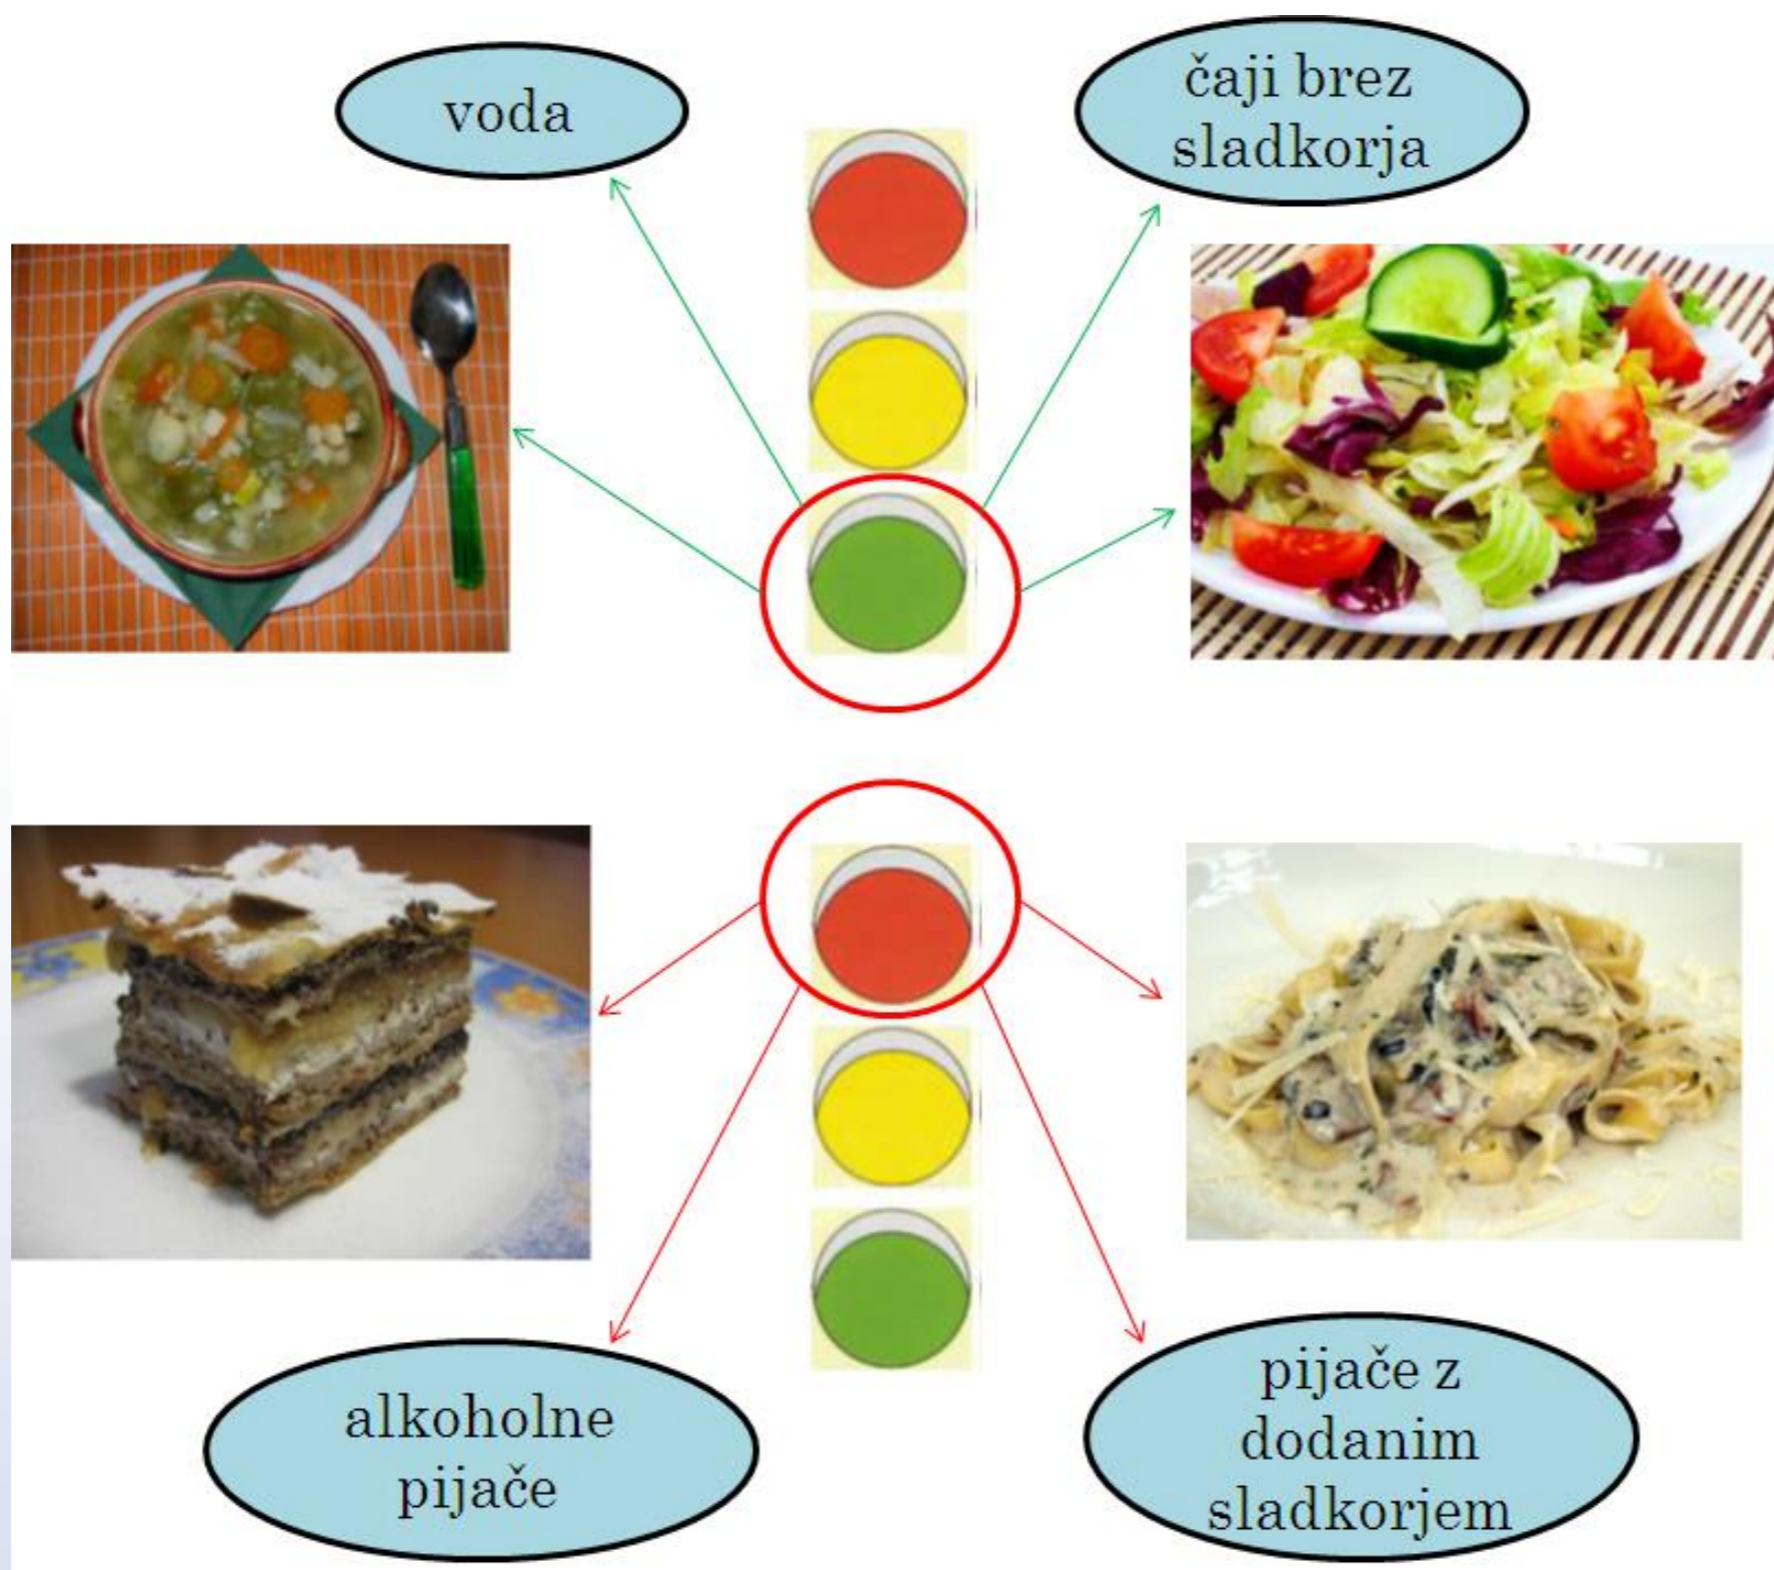 voda
čaji brez
sladkorja
alkoholne
pijače
pijače z
dodanim
sladkorjem